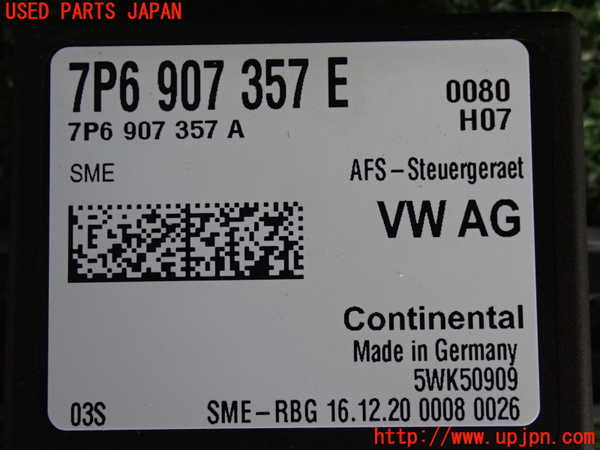 USED PARTS JAPAN
7P6 907 357 E
0080
7P6 907 357 A
H07
SME
AFS-Steuergeraet
VW AG
Continental
Made in Germany
5WK50909
03S
SME-RBG 16.12.20 0008 0026
http://www.upjpn.com/